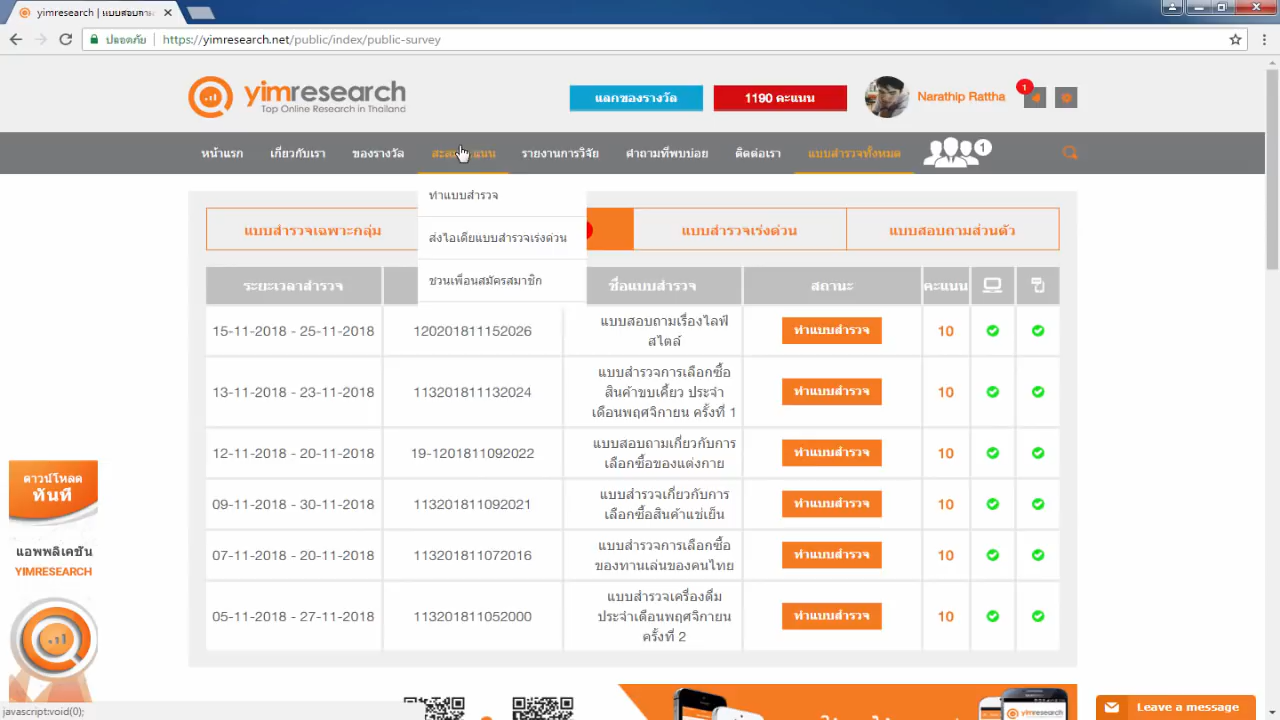 yimresearch | แบบสอบถา
ปลอดภัย
https://yimresearch.net/public/index/public-survey
yimresearch
Top Online Research in Thailand
แลกของรางวัล
1190 คะแนน
Narathip Rattha
1
หน้าแรก
เกี่ยวกับเรา
ของรางวัล
รายงานการวิจัย
คำถามที่พบบ่อย
ติดต่อเรา
แบบสำรวจทั้งหมด
1
ทำแบบสำรวจ
ส่งไอเดียแบบสำรวจเร่งด่วน
ชวนเพื่อนสมัครสมาชิก
แบบสำรวจเฉพาะกลุ่ม
แบบสำรวจเร่งด่วน
แบบสอบถามส่วนตัว
ระยะเวลาสำรวจ
ชื่อแบบสำรวจ
สถานะ
คะแนน
15-11-2018 - 25-11-2018
120201811152026
แบบสอบถามเรื่องไลฟ์
สไตล์
ทำแบบสำรวจ
10
13-11-2018 - 23-11-2018
113201811132024
แบบสำรวจการเลือกซื้อ
สินค้าขบเคี้ยว ประจำ
เดือนพฤศจิกายน ครั้งที่ 1
ทำแบบสำรวจ
10
12-11-2018 - 20-11-2018
19-1201811092022
แบบสอบถามเกี่ยวกับการ
เลือกซื้อของแต่งกาย
ทำแบบสำรวจ
10
09-11-2018 - 30-11-2018
113201811092021
แบบสำรวจเกี่ยวกับการ
เลือกซื้อสินค้าแช่เย็น
ทำแบบสำรวจ
10
07-11-2018 - 20-11-2018
113201811072016
แบบสำรวจการเลือกซื้อ
ของทานเล่นของคนไทย
ทำแบบสำรวจ
10
05-11-2018 - 27-11-2018
113201811052000
แบบสำรวจเครื่องดื่ม
ประจำเดือนพฤศจิกายน
ครั้งที่ 2
ทำแบบสำรวจ
10
ดาวน์โหลด
ทันที
แอพพลิเคชัน
YIMRESEARCH
yimresearch
Leave a message
javascript:void(0);